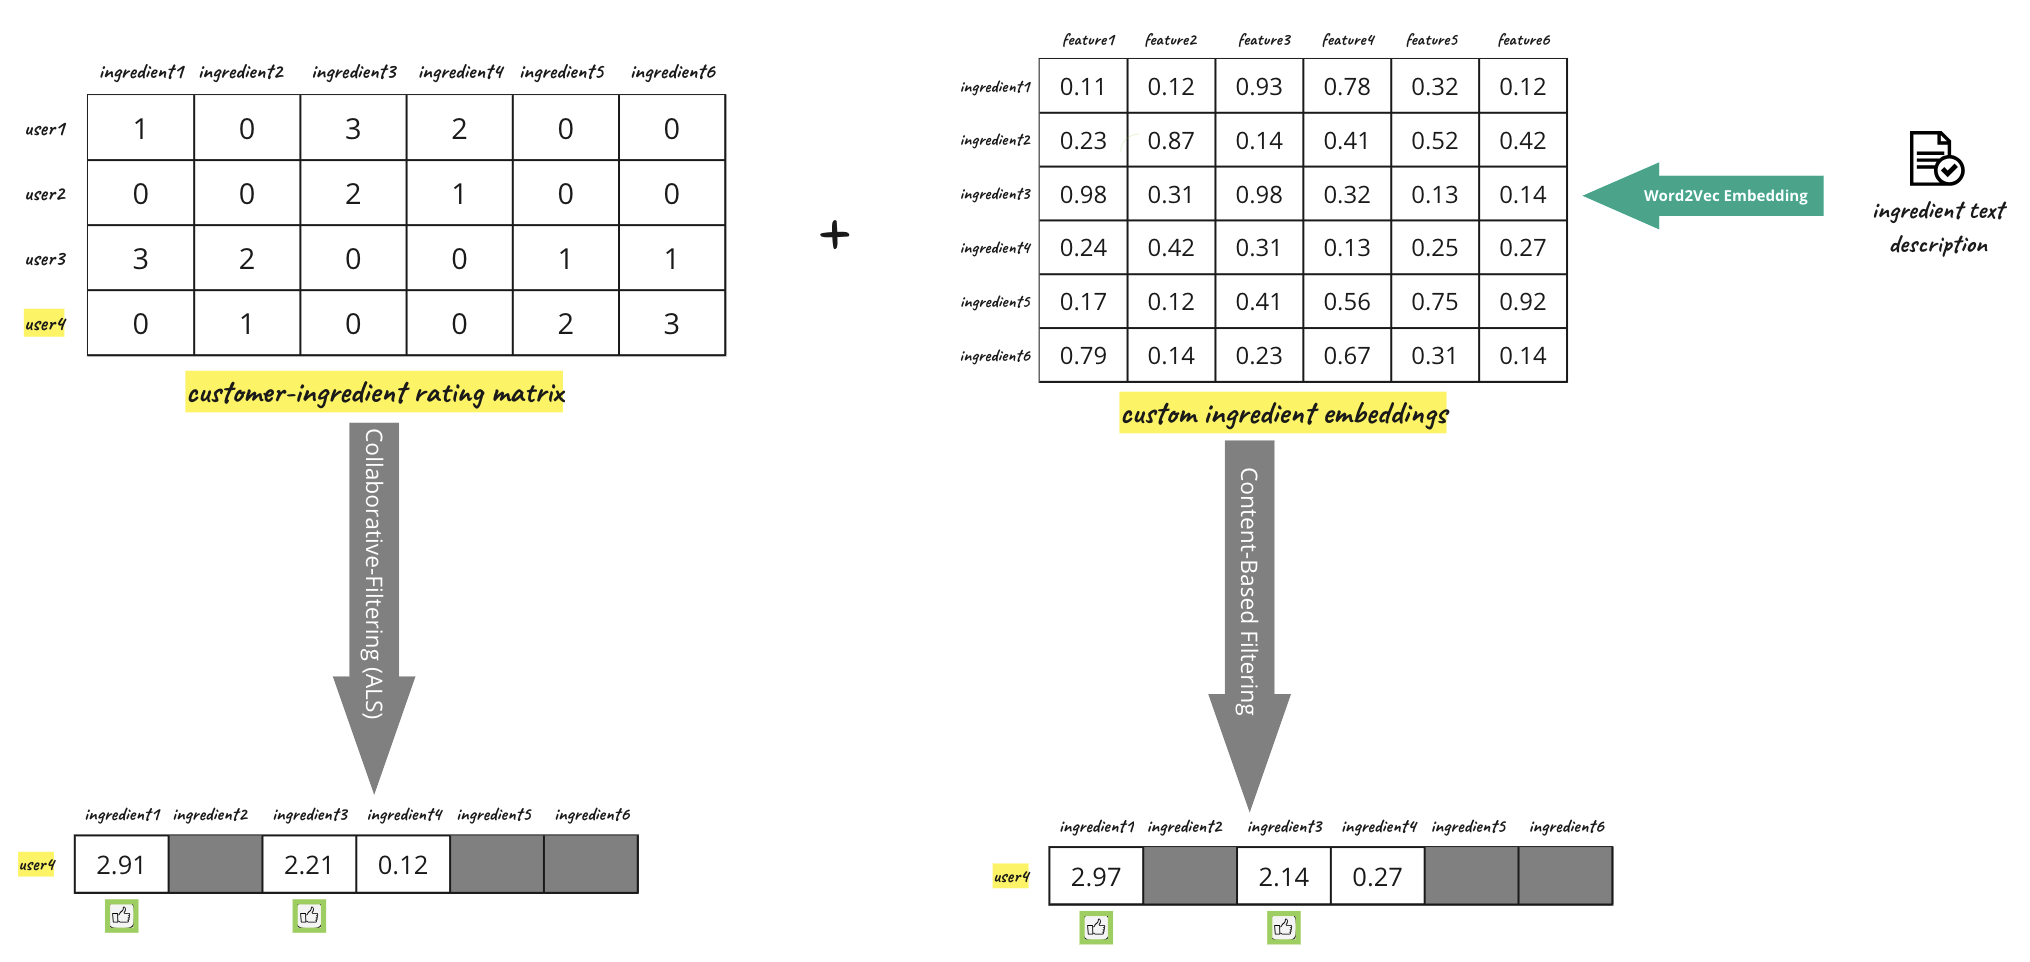 ingredient1 ingredient2 ingredient3 ingredient4 ingredient5 ingredient6
user1 1 0 3 2 0 0
user2 0 0 2 1 0 0
user3 3 2 0 0 1 1
user4 0 1 0 0 2 3
customer-ingredient rating matrix
+
feature1 feature2 feature3 feature4 feature5 feature6
ingredient1 0.11 0.12 0.93 0.78 0.32 0.12
ingredient2 0.23 0.87 0.14 0.41 0.52 0.42
ingredient3 0.98 0.31 0.98 0.32 0.13 0.14
ingredient4 0.24 0.42 0.31 0.13 0.25 0.27
ingredient5 0.17 0.12 0.41 0.56 0.75 0.92
ingredient6 0.79 0.14 0.23 0.67 0.31 0.14
custom ingredient embeddings
Word2Vec Embedding
ingredient text
description
Collaborative-Filtering (ALS)
Content-Based Filtering
ingredient1 ingredient2 ingredient3 ingredient4 ingredient5 ingredient6
user4 2.91 2.21 0.12
ingredient1 ingredient2 ingredient3 ingredient4 ingredient5 ingredient6
user4 2.97 2.14 0.27